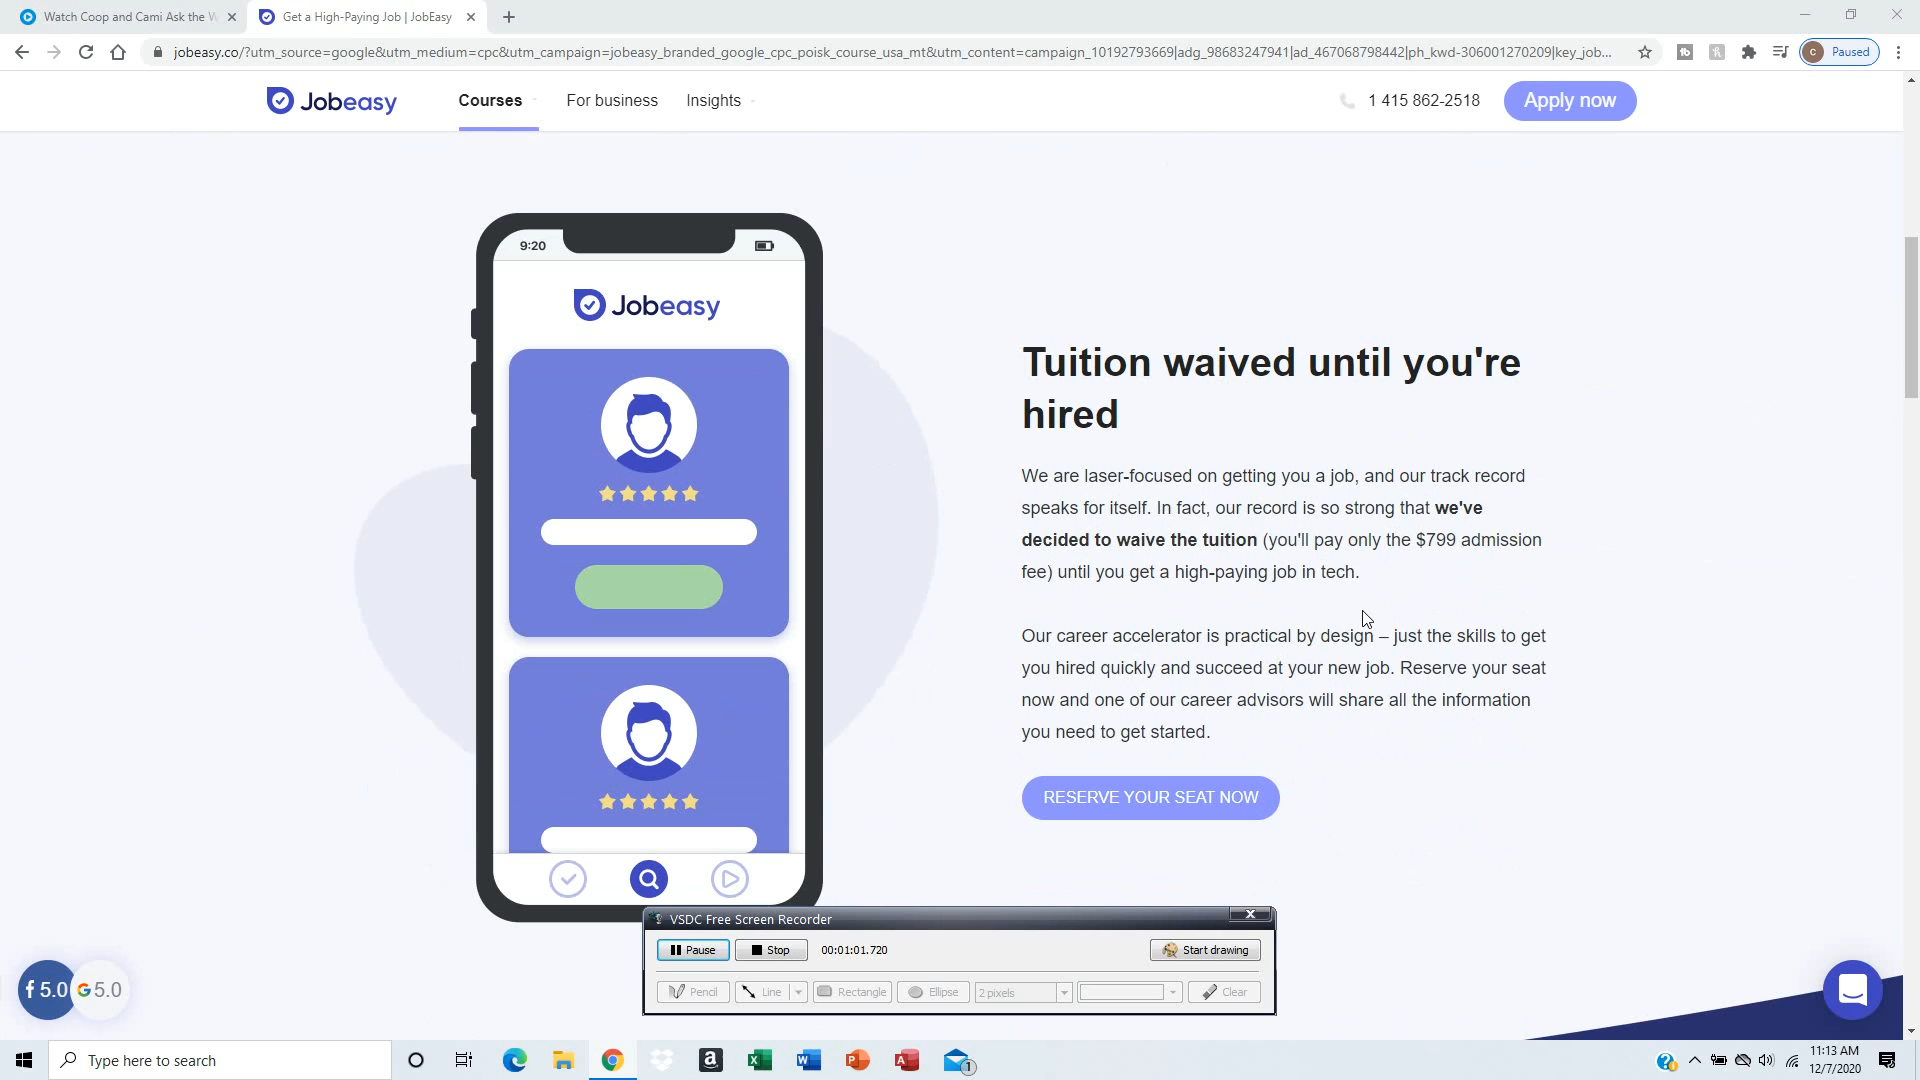 Watch Coop and Cami Ask the W
Get a High-Paying Job | JobEasy
jobeasy.co/?utm_source=google&utm_medium=cpc&utm_campaign=jobeasy_branded_google_cpc_poisk_course_usa_mt&utm_content=campaign_10192793669|adg_98683247941|ad_467068798442|ph_kwd-306001270209|key_job...
C Paused
Jobeasy
Courses
For business
Insights
1 415 862-2518
Apply now
9:20
Jobeasy
Tuition waived until you're
hired
We are laser-focused on getting you a job, and our track record
speaks for itself. In fact, our record is so strong that we've
decided to waive the tuition (you'll pay only the $799 admission
fee) until you get a high-paying job in tech.
Our career accelerator is practical by design – just the skills to get
you hired quickly and succeed at your new job. Reserve your seat
now and one of our career advisors will share all the information
you need to get started.
RESERVE YOUR SEAT NOW
VSDC Free Screen Recorder
Pause
Stop
00:01:01.720
Start drawing
Pencil
Line
Rectangle
Ellipse
2 pixels
Clear
f 5.0
G 5.0
Type here to search
1
11:13 AM
12/7/2020